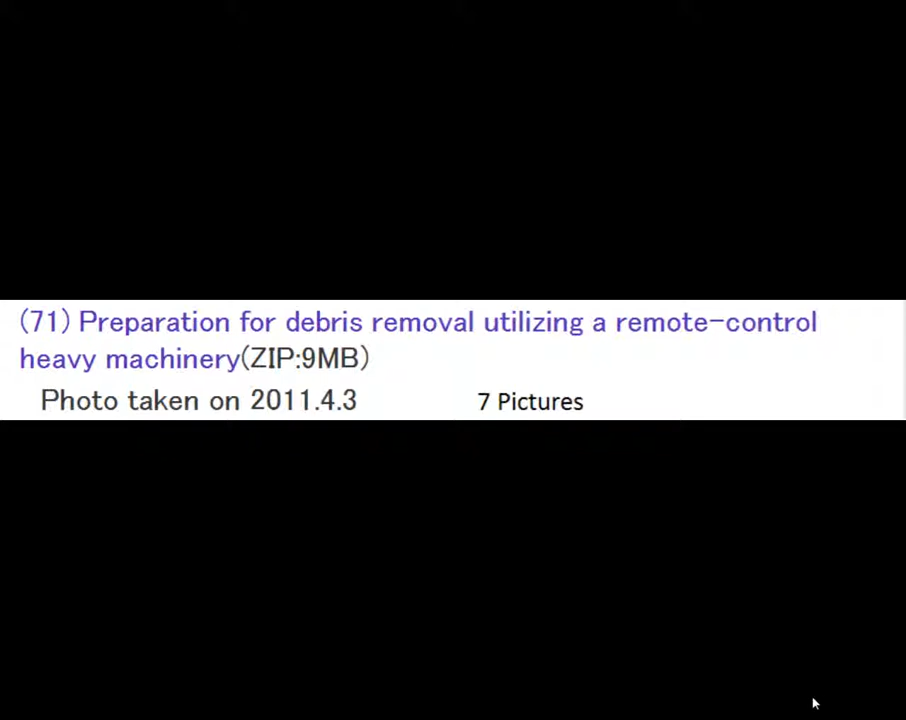 (71) Preparation for debris removal utilizing a remote-control
heavy machinery(ZIP:9MB)
Photo taken on 2011.4.3 7 Pictures